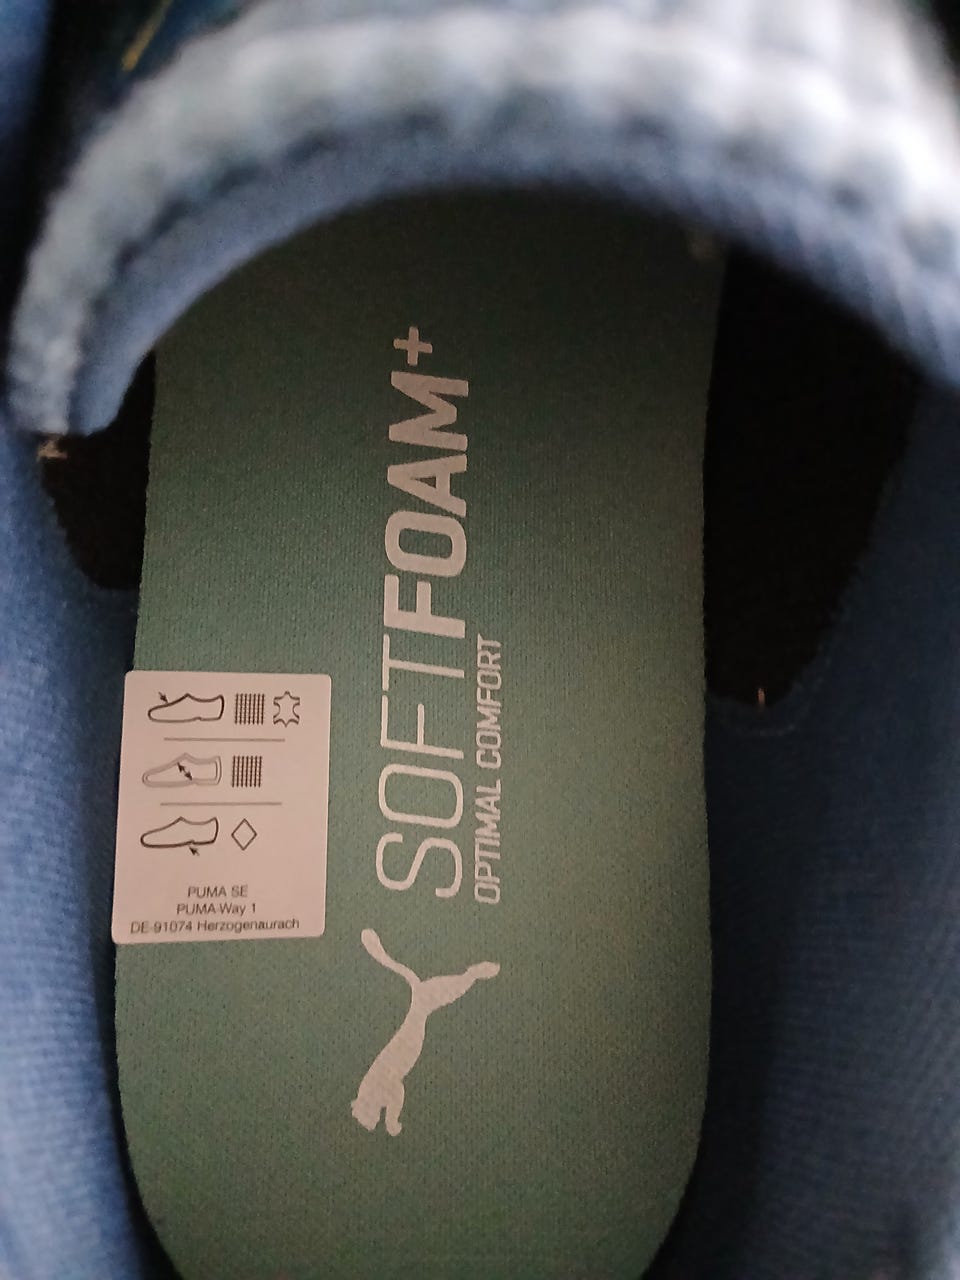 SOFTFOAM+
OPTIMAL COMFORT
PUMA SE
PUMA Way 1
DE-91074 Herzogenaurach